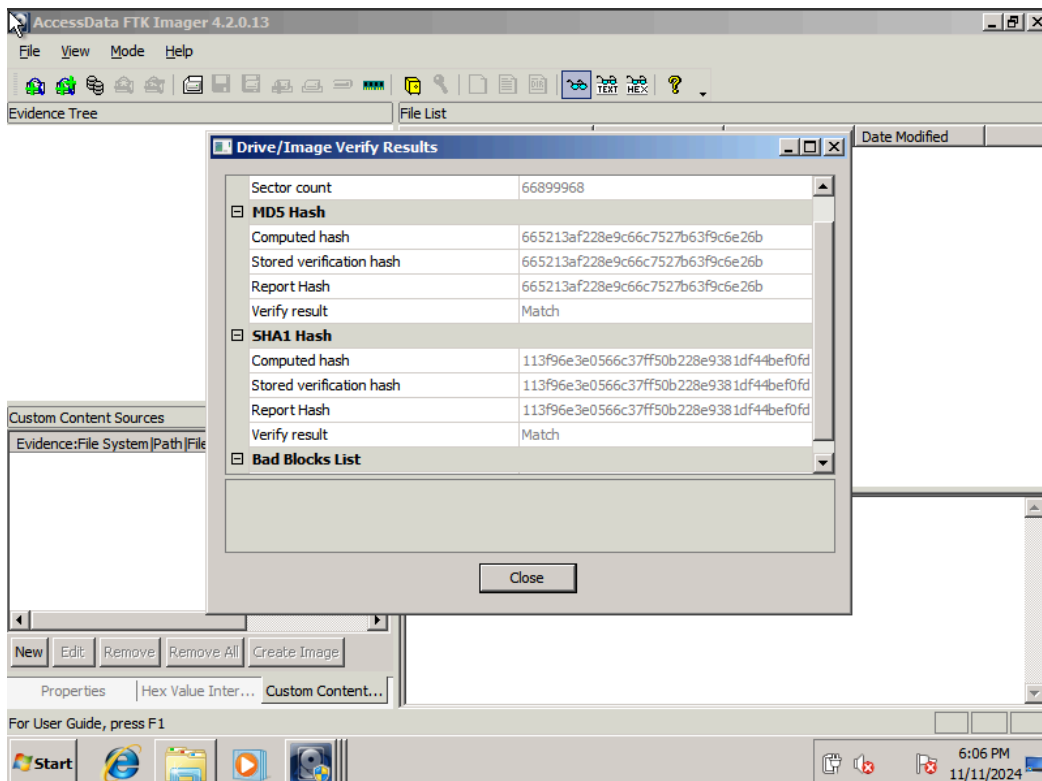 AccessData FTK Imager 4.2.0.13
File View Mode Help
TEXT HEX
Evidence Tree
File List
Date Modified
Drive/Image Verify Results
Sector count 66899968
MD5 Hash
Computed hash 665213af228e9c66c7527b63f9c6e26b
Stored verification hash 665213af228e9c66c7527b63f9c6e26b
Report Hash 665213af228e9c66c7527b63f9c6e26b
Verify result Match
SHA1 Hash
Computed hash 113f96e3e0566c37ff50b228e9381df44bef0fd
Stored verification hash 113f96e3e0566c37ff50b228e9381df44bef0fd
Report Hash 113f96e3e0566c37ff50b228e9381df44bef0fd
Verify result Match
Bad Blocks List
Custom Content Sources
Evidence:File System|Path|File
Close
New Edit Remove Remove All Create Image
Properties Hex Value Inter... Custom Content...
For User Guide, press F1
Start
6:06 PM
11/11/2024